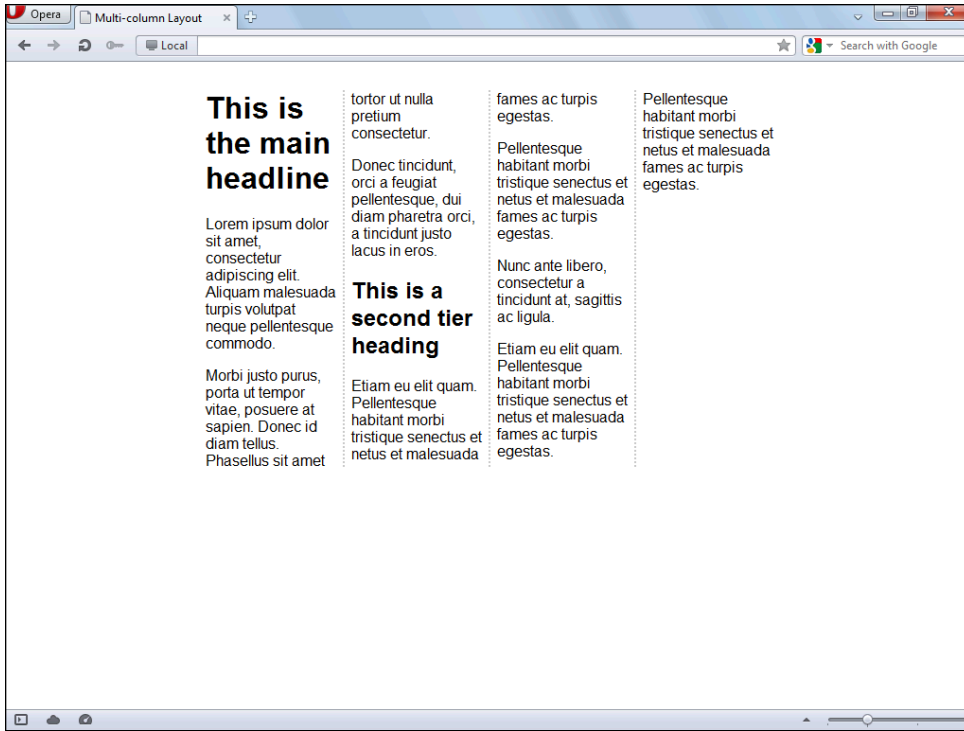 Opera
Multi-column Layout
Local
Search with Google
This is
the main
headline
Lorem ipsum dolor
sit amet,
consectetur
adipiscing elit.
Aliquam malesuada
turpis volutpat
neque pellentesque
commodo.
Morbi justo purus,
porta ut tempor
vitae, posuere at
sapien. Donec id
diam tellus.
Phasellus sit amet
tortor ut nulla
pretium
consectetur.
Donec tincidunt,
orci a feugiat
pellentesque, dui
diam pharetra orci,
a tincidunt justo
lacus in eros.
This is a
second tier
heading
Etiam eu elit quam.
Pellentesque
habitant morbi
tristique senectus et
netus et malesuada
fames ac turpis
egestas.
Pellentesque
habitant morbi
tristique senectus et
netus et malesuada
fames ac turpis
egestas.
Nunc ante libero,
consectetur a
tincidunt at, sagittis
ac ligula.
Etiam eu elit quam.
Pellentesque
habitant morbi
tristique senectus et
netus et malesuada
fames ac turpis
egestas.
Pellentesque
habitant morbi
tristique senectus et
netus et malesuada
fames ac turpis
egestas.